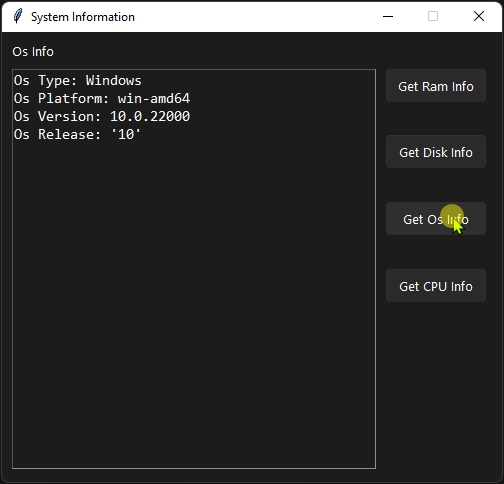 System Information
Os Info
Os Type: Windows
Os Platform: win-amd64
Os Version: 10.0.22000
Os Release: '10'
Get Ram Info
Get Disk Info
Get Os Info
Get CPU Info